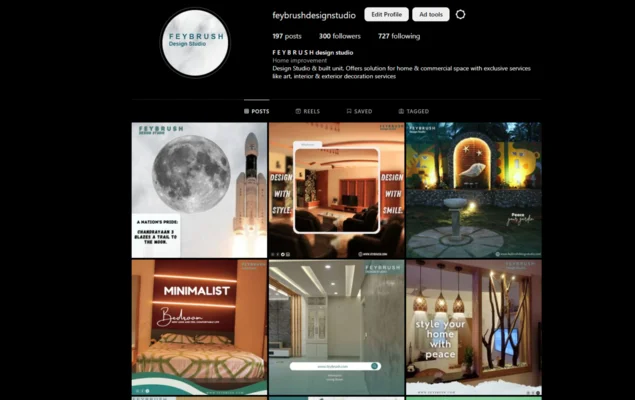 FEYBRUSH
Design Studio
feybrushdesignstudio
Edit Profile
Ad tools
197 posts
300 followers
727 following
F E Y B R U S H design studio
Home improvement
Design Studio & built unit. Offers solution for home & commercial space with exclusive services
like art, interior & exterior decoration services
POSTS
REELS
SAVED
TAGGED
FEYBRUSH
DESIGN STUDIO
A NATION'S PRIDE:
CHANDRAYAAN 3
BLAZES A TRAIL TO
THE MOON.
DESIGN
WITH
STYLE.
DESIGN
WITH
SMILE.
FEYBRUSH
Peace
MINIMALIST
Bedroom
FEYBRUSH
FEYBRUSH
style your
home
with
peace